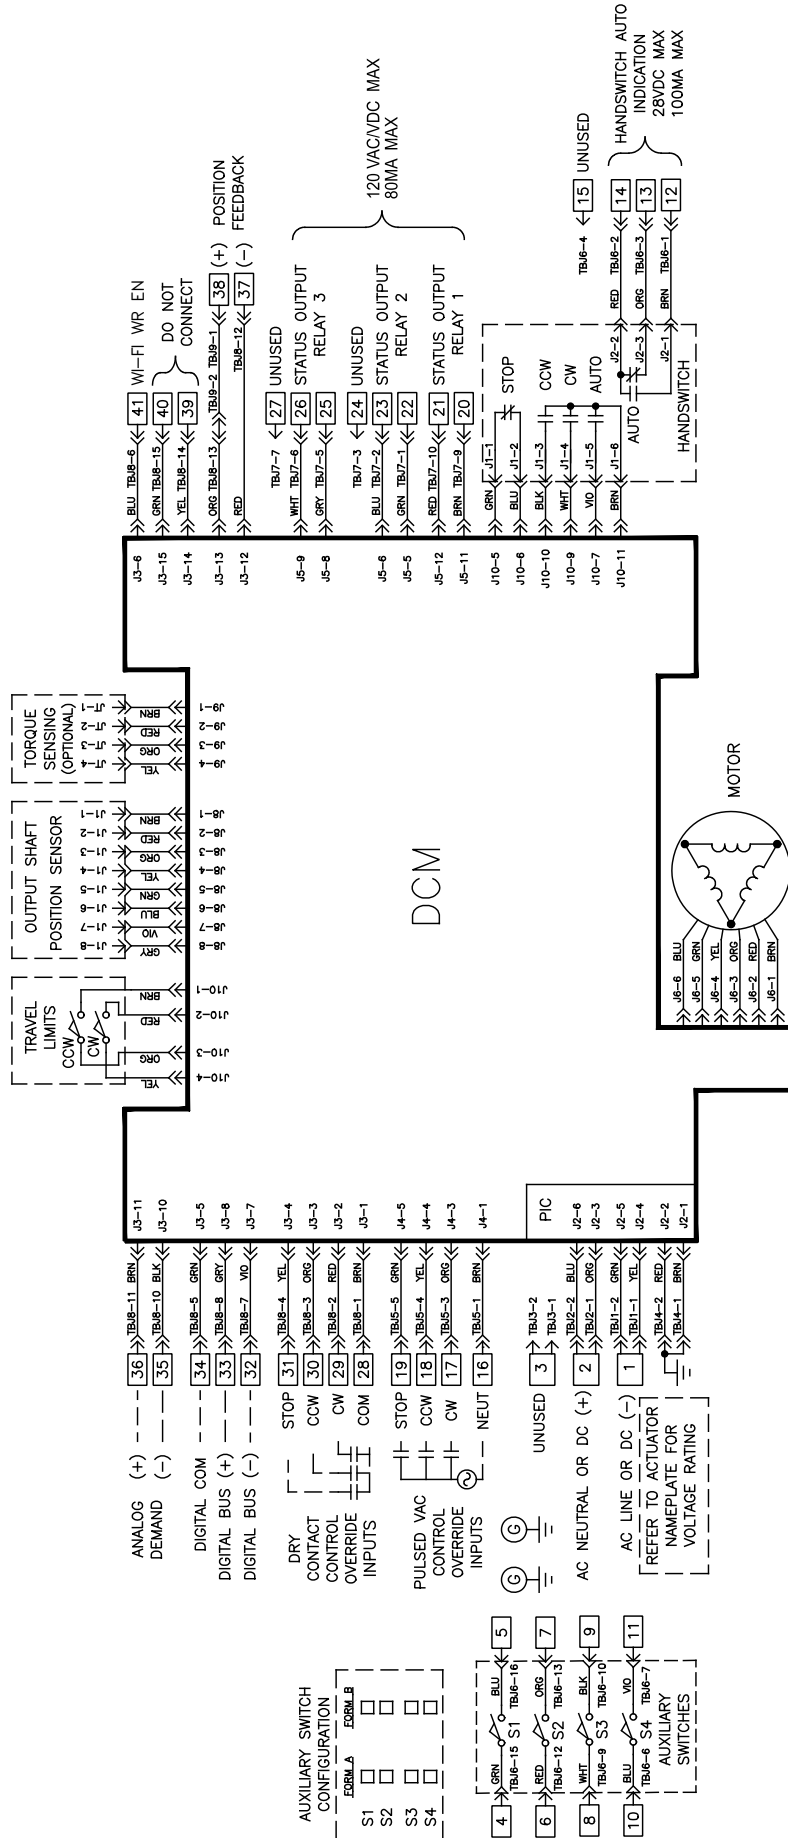 ANALOG (+)
DEMAND (-)
36 TBJ8-11 BRN J3-11
35 TBJ8-10 BLK J3-10
DIGITAL COM 34 TBJ8-5 GRN J3-5
DIGITAL BUS (+) 33 TBJ8-8 GRY J3-8
DIGITAL BUS (-) 32 TBJ8-7 VIO J3-7
DRY
CONTACT
CONTROL
OVERRIDE
INPUTS
STOP 31 TBJ8-4 YEL J3-4
CCW 30 TBJ8-3 ORG J3-3
CW 29 TBJ8-2 RED J3-2
COM 28 TBJ8-1 BRN J3-1
PULSED VAC
CONTROL
OVERRIDE
INPUTS
STOP 19 TBJ5-5 GRN J4-5
CCW 18 TBJ5-4 YEL J4-4
CW 17 TBJ5-3 ORG J4-3
NEUT 16 TBJ5-1 BRN J4-1
G
G
UNUSED 3 TBJ3-2
TBJ3-1
PIC
AC NEUTRAL OR DC (+) 2 TBJ2-2 BLU J2-6
TBJ2-1 ORG J2-3
AC LINE OR DC (-) 1 TBJ1-2 GRN J2-5
TBJ1-1 YEL J2-4
TBJ4-2 RED J2-2
TBJ4-1 BRN J2-1
REFER TO ACTUATOR
NAMEPLATE FOR
VOLTAGE RATING
AUXILIARY SWITCH
CONFIGURATION
FORM A FORM B
S1
S2
S3
S4
4 GRN TBJ6-15 S1 BLU TBJ6-16 5
6 RED TBJ6-12 S2 ORG TBJ6-13 7
8 WHT TBJ6-9 S3 BLK TBJ6-10 9
10 BLU TBJ6-6 S4 VIO TBJ6-7 11
AUXILIARY
SWITCHES
TRAVEL
LIMITS
CCW
CW
YEL J10-4
ORG J10-3
RED J10-2
BRN J10-1
OUTPUT SHAFT
POSITION SENSOR
J1-8 GRY J8-8
J1-7 VIO J8-7
J1-6 BLU J8-6
J1-5 GRN J8-5
J1-4 YEL J8-4
J1-3 ORG J8-3
J1-2 RED J8-2
J1-1 BRN J8-1
TORQUE
SENSING
(OPTIONAL)
JT-4 YEL J9-4
JT-3 ORG J9-3
JT-2 RED J9-2
JT-1 BRN J9-1
DCM
J6-6 BLU
J6-5 GRN
J6-4 YEL
J6-3 ORG
J6-2 RED
J6-1 BRN
MOTOR
J3-6 BLU TBJ8-6 41 WI-FI WR EN
J3-15 GRN TBJ8-15 40
J3-14 YEL TBJ8-14 39
DO NOT
CONNECT
J3-13 ORG TBJ8-13 TBJ9-2 TBJ9-1 38 (+)
J3-12 RED TBJ8-12 37 (-)
POSITION
FEEDBACK
TBJ7-7 27 UNUSED
J5-9 WHT TBJ7-6 26 STATUS OUTPUT
J5-8 GRY TBJ7-5 25 RELAY 3
TBJ7-3 24 UNUSED
J5-6 BLU TBJ7-2 23 STATUS OUTPUT
J5-5 GRN TBJ7-1 22 RELAY 2
J5-12 RED TBJ7-10 21 STATUS OUTPUT
J5-11 BRN TBJ7-9 20 RELAY 1
120 VAC/VDC MAX
80MA MAX
J10-5 GRN J1-1
J10-6 BLU J1-2 STOP
J10-10 BLK J1-3 CCW
J10-9 WHT J1-4 CW
J10-7 VIO J1-5 AUTO
J10-11 BRN J1-6
AUTO
HANDSWITCH
TBJ6-4 15 UNUSED
J2-2 RED TBJ6-2 14
J2-3 ORG TBJ6-3 13
J2-1 BRN TBJ6-1 12
HANDSWITCH AUTO
INDICATION
28VDC MAX
100MA MAX